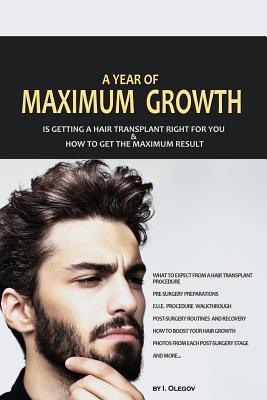 A YEAR OF
MAXIMUM GROWTH
IS GETTING A HAIR TRANSPLANT RIGHT FOR YOU
&
HOW TO GET THE MAXIMUM RESULT
WHAT TO EXPECT FROM A HAIR TRANSPLANT
PROCEDURE
PRE-SURGERY PREPARATIONS
F.U.E. PROCEDURE WALKTHROUGH
POST-SURGERY ROUTINES AND RECOVERY
HOW TO BOOST YOUR HAIR GROWTH
PHOTOS FROM EACH POST-SURGERY STAGE
AND MORE...
BY I. OLEGOV